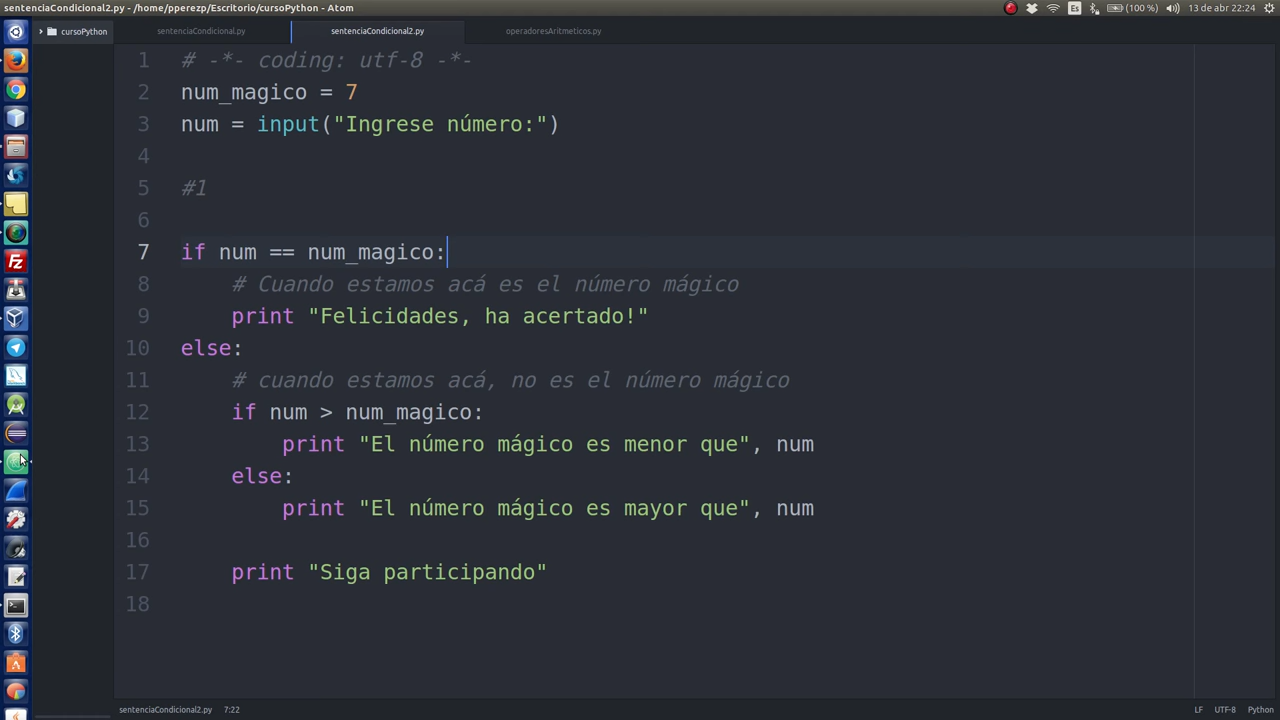 sentenciaCondicional2.py - /home/pperezp/Escritorio/cursoPython - Atom
Es
(100 %)
13 de abr 22:24
cursoPython
sentenciaCondicional.py
sentenciaCondicional2.py
operadoresAritmeticos.py
1 # -*- coding: utf-8 -*-
2 num_magico = 7
3 num = input("Ingrese número:")
4
5 #1
6
7 if num == num_magico:
8 # Cuando estamos acá es el número mágico
9 print "Felicidades, ha acertado!"
10 else:
11 # cuando estamos acá, no es el número mágico
12 if num > num_magico:
13 print "El número mágico es menor que", num
14 else:
15 print "El número mágico es mayor que", num
16
17 print "Siga participando"
18
sentenciaCondicional2.py 7:22
LF UTF-8 Python